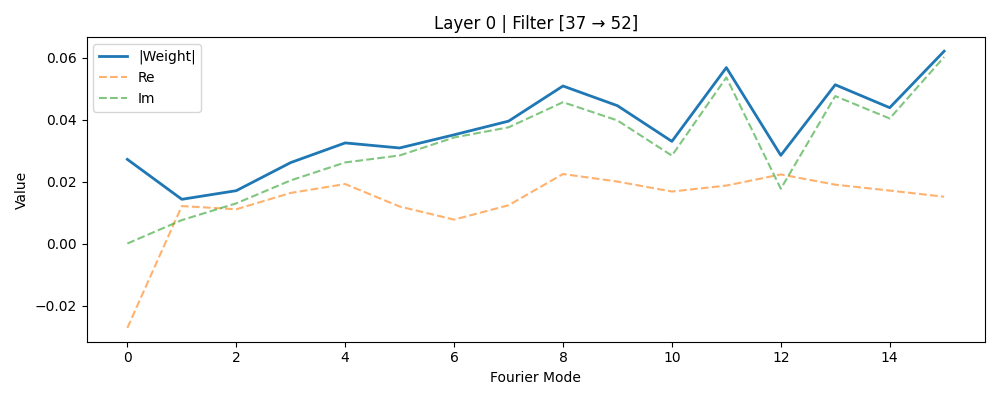 Layer 0 | Filter [37 → 52]
|Weight|
Re
Im
Value
0.06
0.04
0.02
0.00
−0.02
0 2 4 6 8 10 12 14
Fourier Mode